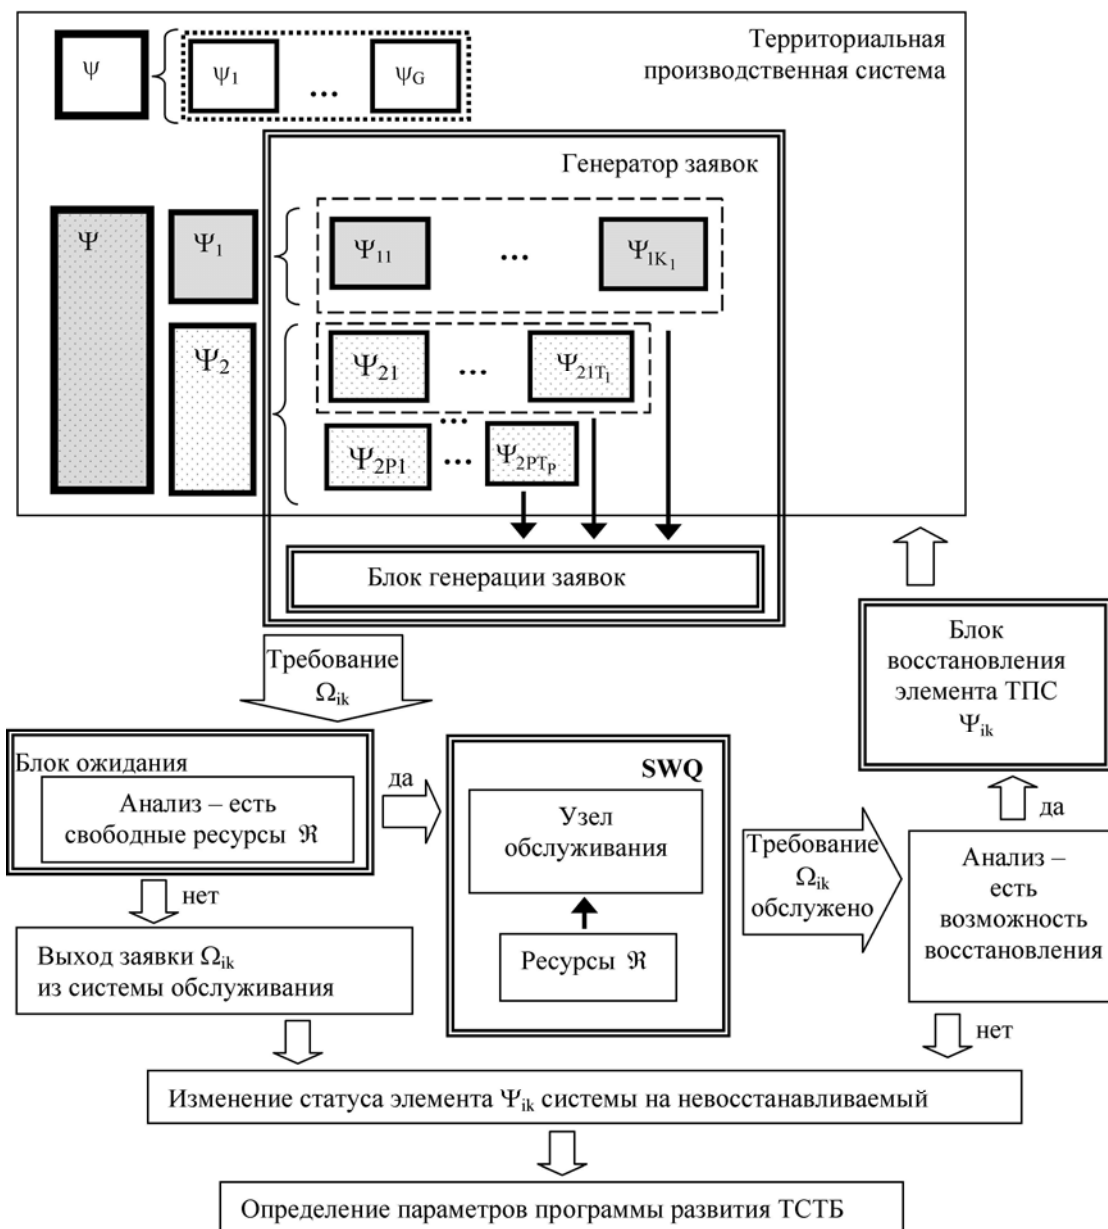 Территориальная
производственная система
ψ
ψ1
...
ψG
Генератор заявок
Ψ
Ψ1
Ψ11
...
Ψ1K1
Ψ2
Ψ21
...
Ψ21T1
...
Ψ2P1
...
Ψ2PTP
Блок генерации заявок
Требование
Ωik
Блок
восстановления
элемента ТПС
Ψik
Блок ожидания
Анализ – есть
свободные ресурсы ℜ
да
SWQ
Узел
обслуживания
Ресурсы ℜ
Требование
Ωik
обслужено
да
Анализ –
есть
возможность
восстановления
нет
Выход заявки Ωik
из системы обслуживания
нет
Изменение статуса элемента Ψik системы на невосстанавливаемый
Определение параметров программы развития ТСТБ